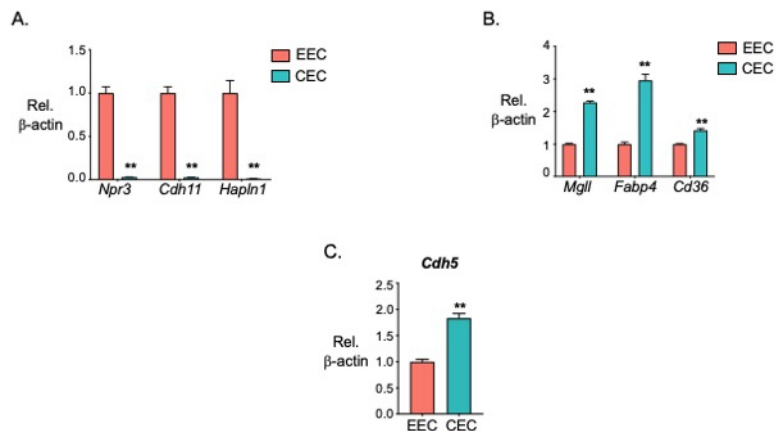 A.
1.5
1.0
0.5
0.0
Rel.
β-actin
EEC
CEC
** ** **
Npr3 Cdh11 Hapln1
B.
4
3
2
1
0
Rel.
β-actin
EEC
CEC
** ** **
Mgll Fabp4 Cd36
C.
Cdh5
2.5
2.0
1.5
1.0
0.5
0.0
Rel.
β-actin
**
EEC CEC